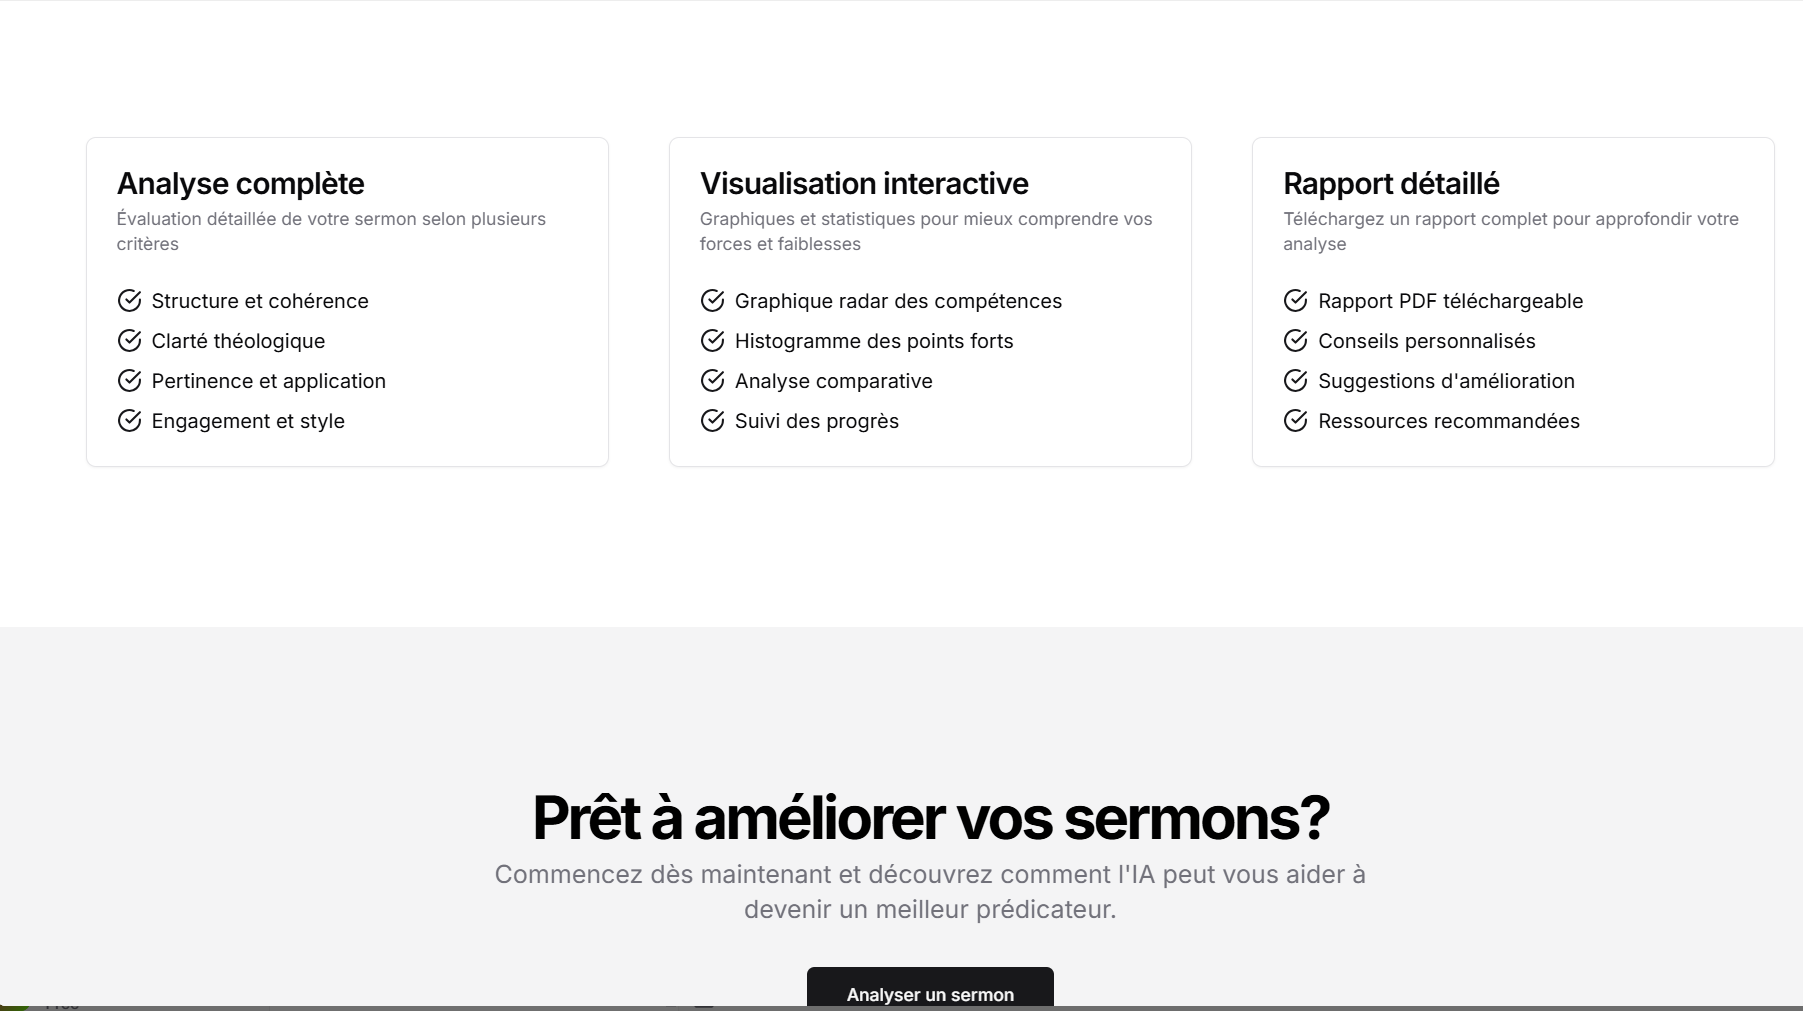 Analyse complète
Évaluation détaillée de votre sermon selon plusieurs
critères
Structure et cohérence
Clarté théologique
Pertinence et application
Engagement et style
Visualisation interactive
Graphiques et statistiques pour mieux comprendre vos
forces et faiblesses
Graphique radar des compétences
Histogramme des points forts
Analyse comparative
Suivi des progrès
Rapport détaillé
Téléchargez un rapport complet pour approfondir votre
analyse
Rapport PDF téléchargeable
Conseils personnalisés
Suggestions d'amélioration
Ressources recommandées
Prêt à améliorer vos sermons?
Commencez dès maintenant et découvrez comment l'IA peut vous aider à
devenir un meilleur prédicateur.
Analyser un sermon